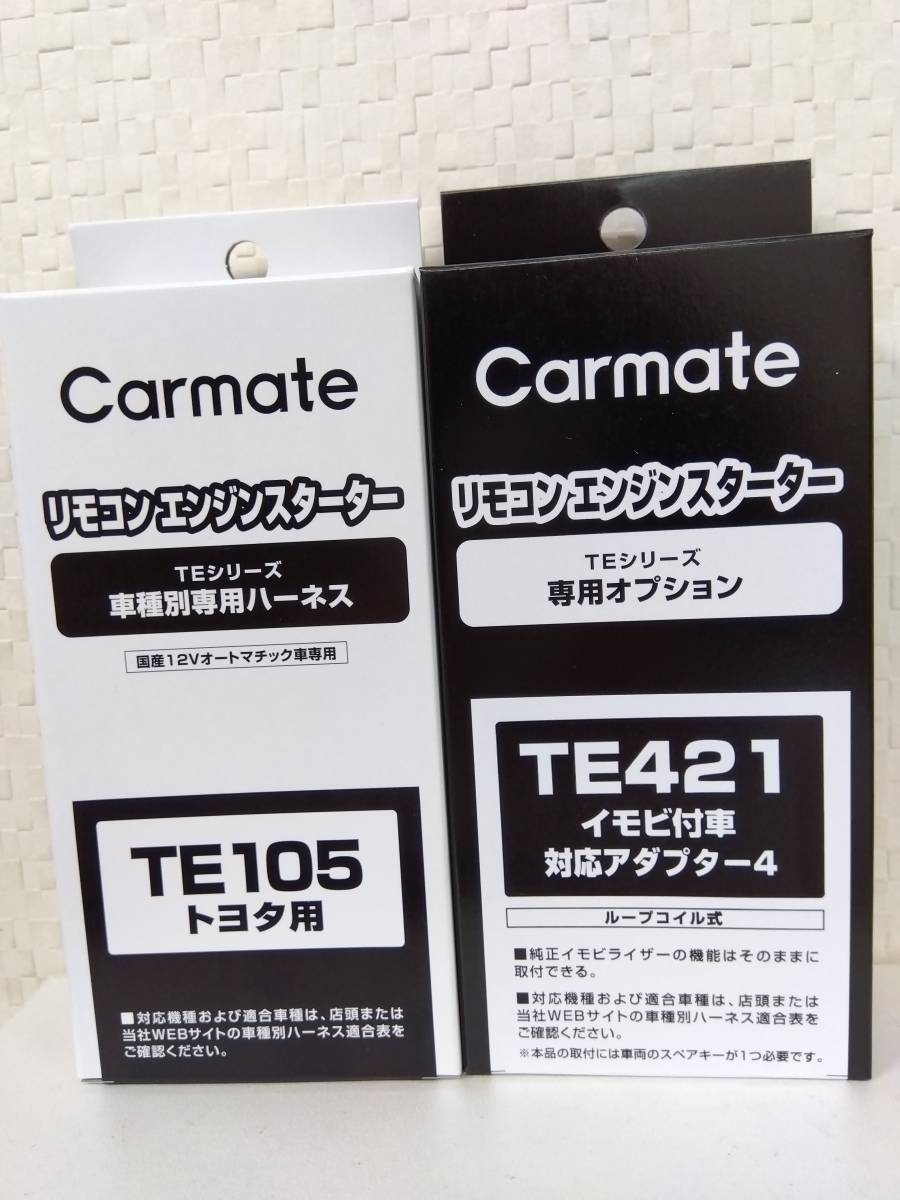 Carmate
リモコン エンジンスターター
TEシリーズ
車種別専用ハーネス
国産12Vオートマチック車専用
TE105
トヨタ用
■対応機種および適合車種は、店頭または
当社WEBサイトの車種別ハーネス適合表を
ご確認ください。
Carmate
リモコン エンジンスターター
TEシリーズ
専用オプション
TE421
イモビ付車
対応アダプター4
ループコイル式
■純正イモビライザーの機能はそのままに
取付できる。
■対応機種および適合車種は、店頭または
当社WEBサイトの車種別ハーネス適合表を
ご確認ください。
※本品の取付には車両のスペアキーが1つ必要です。